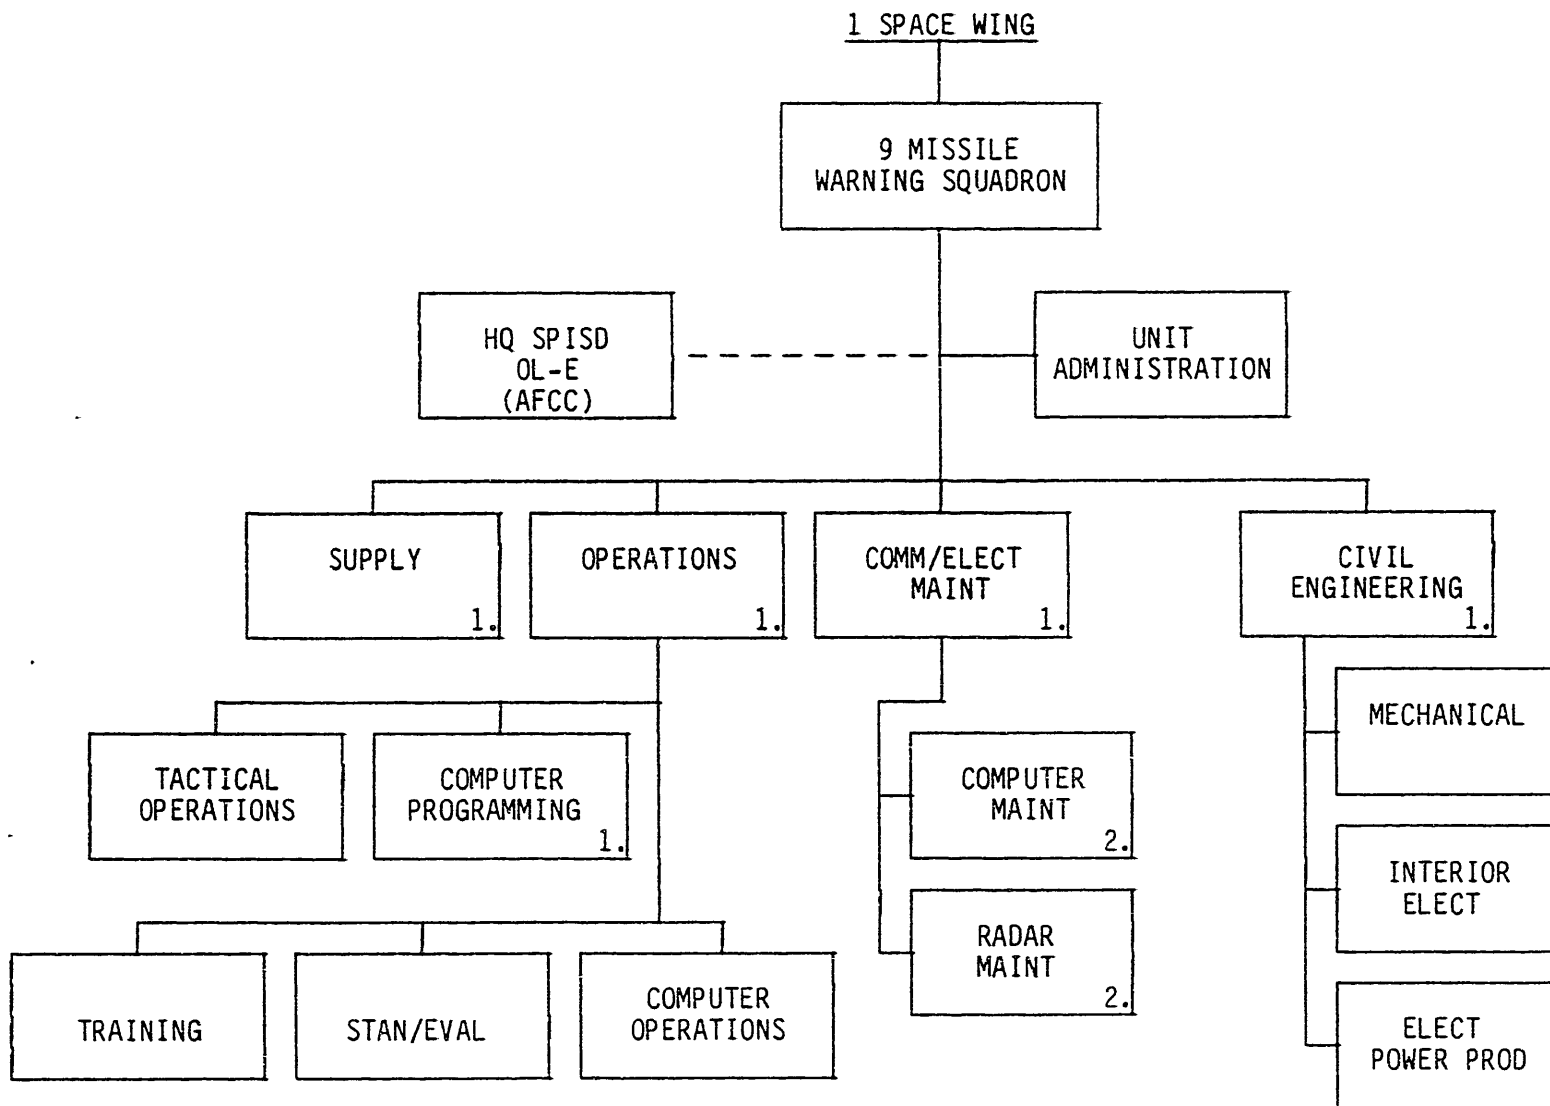 1 SPACE WING
9 MISSILE
WARNING SQUADRON
HQ SPISD
OL-E
(AFCC)
UNIT
ADMINISTRATION
SUPPLY
1.
OPERATIONS
1.
COMM/ELECT
MAINT
1.
CIVIL
ENGINEERING
1.
TACTICAL
OPERATIONS
COMPUTER
PROGRAMMING
1.
COMPUTER
MAINT
2.
MECHANICAL
INTERIOR
ELECT
RADAR
MAINT
2.
TRAINING
STAN/EVAL
COMPUTER
OPERATIONS
ELECT
POWER PROD